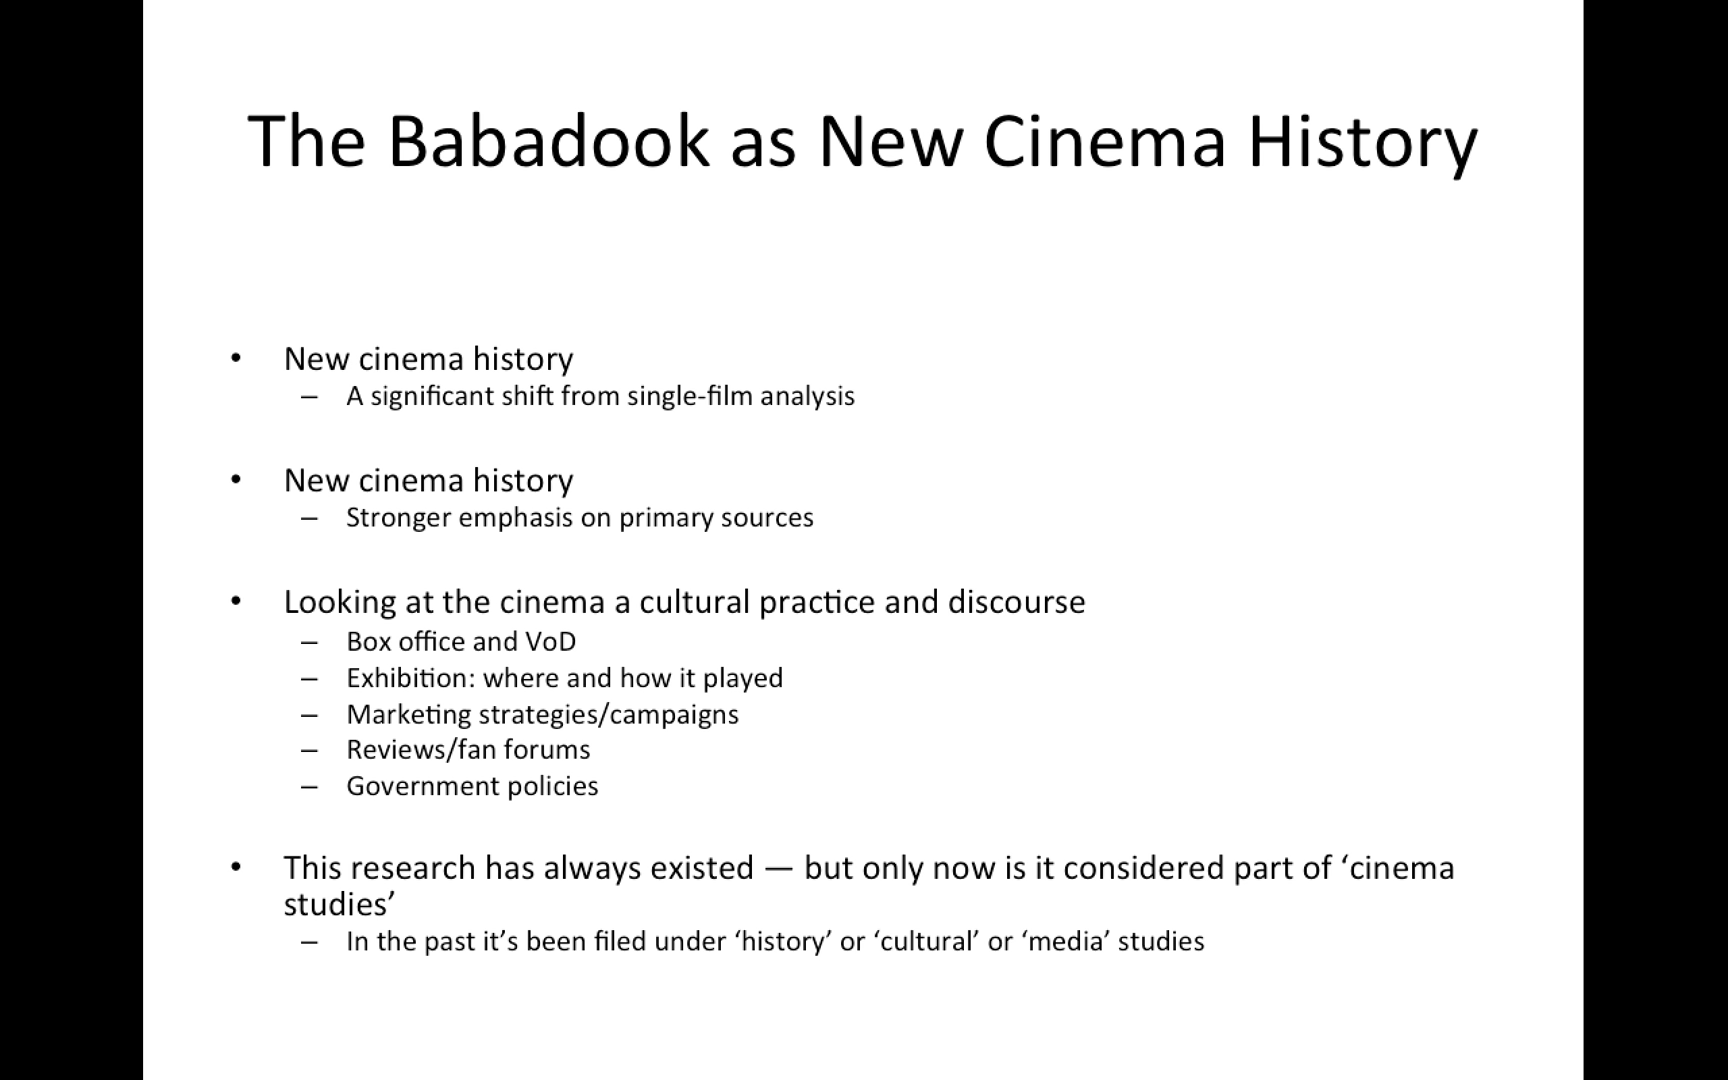 The Babadook as New Cinema History
• New cinema history
– A significant shift from single-film analysis
• New cinema history
– Stronger emphasis on primary sources
• Looking at the cinema a cultural practice and discourse
– Box office and VoD
– Exhibition: where and how it played
– Marketing strategies/campaigns
– Reviews/fan forums
– Government policies
• This research has always existed — but only now is it considered part of ‘cinema
studies’
– In the past it’s been filed under ‘history’ or ‘cultural’ or ‘media’ studies